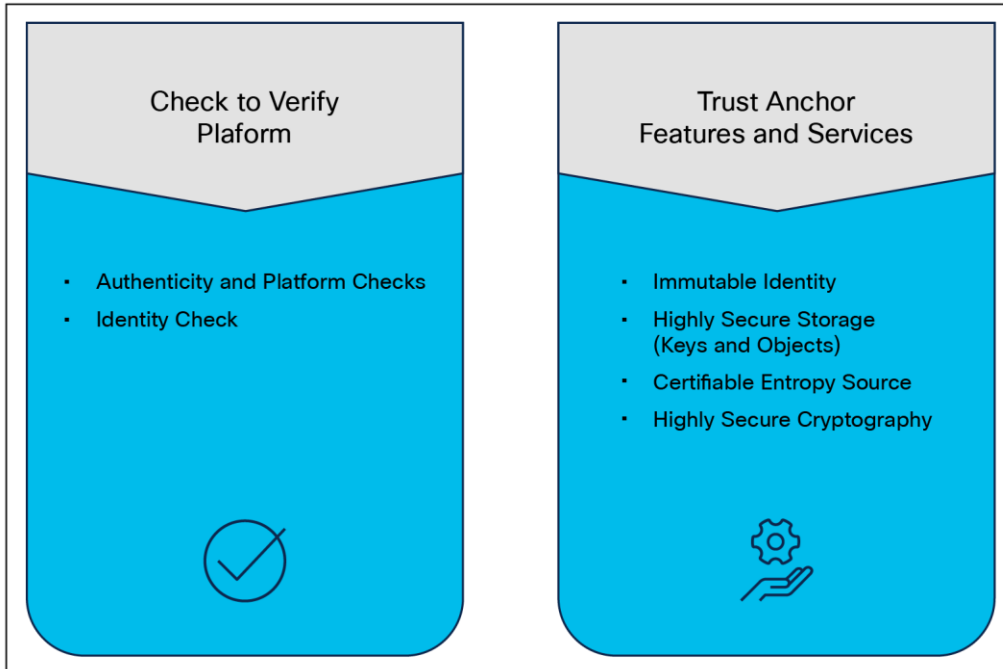 Check to Verify
Plaform
▪ Authenticity and Platform Checks
▪ Identity Check
Trust Anchor
Features and Services
▪ Immutable Identity
▪ Highly Secure Storage
(Keys and Objects)
▪ Certifiable Entropy Source
▪ Highly Secure Cryptography